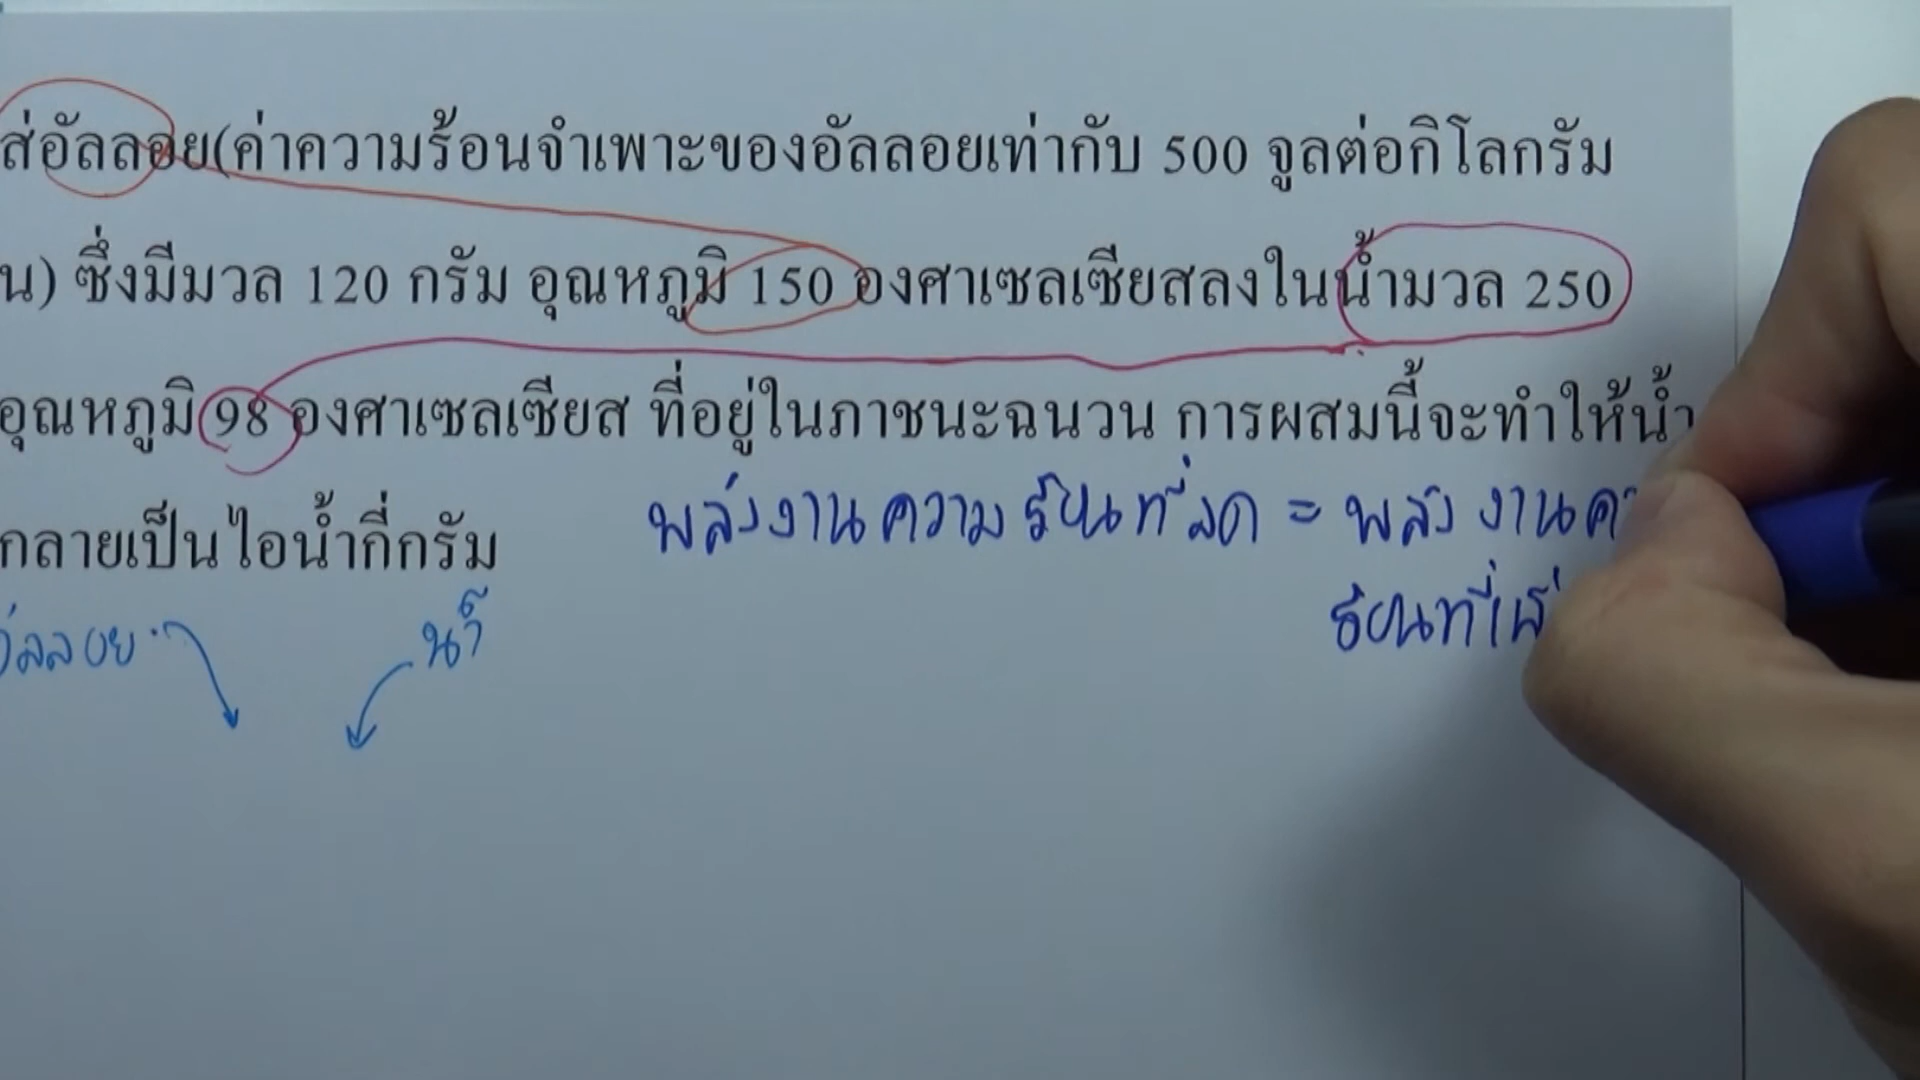 ส่อัลลอย(ค่าความร้อนจำเพาะของอัลลอยเท่ากับ 500 จูลต่อกิโลกรัม
น) ซึ่งมีมวล 120 กรัม อุณหภูมิ 150 องศาเซลเซียสลงในน้ำมวล 250
อุณหภูมิ 98 องศาเซลเซียส ที่อยู่ในภาชนะฉนวน การผสมนี้จะทำให้น้ำ
กลายเป็นไอน้ำกี่กรัม
พลังงานความร้อนที่ลด = พลังงานคว
ร้อนที่เพิ่
อัลลอย
น้ำ